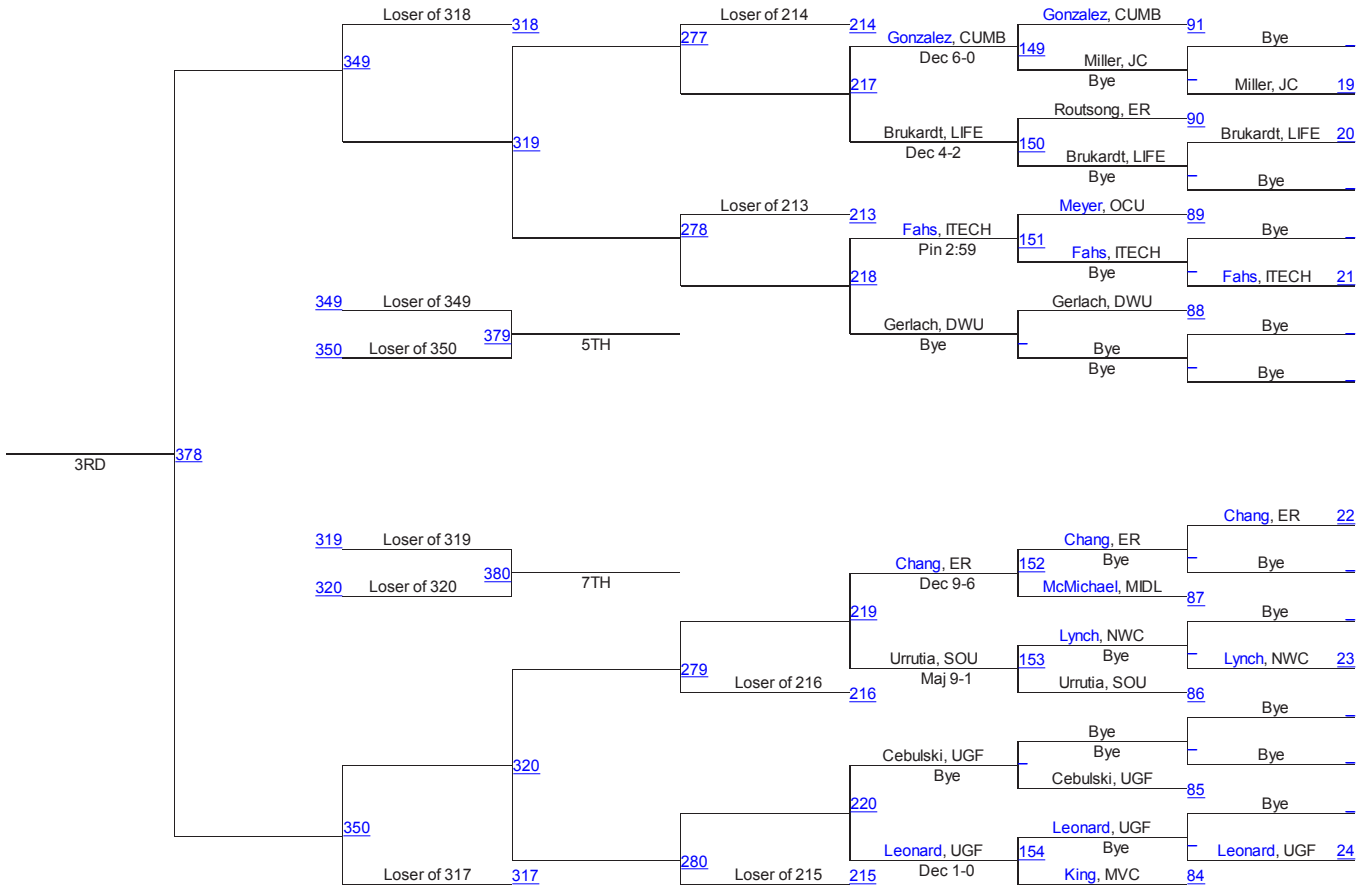 Loser of 318 318
Loser of 214 214
Gonzalez, CUMB 91
277
Gonzalez, CUMB
Dec 6-0
149
Bye _
349
Miller, JC
Bye
217
_
Miller, JC 19
Routsong, ER 90
319
Brukardt, LIFE
Dec 4-2
150
Brukardt, LIFE 20
Brukardt, LIFE
Bye
_
Bye _
Loser of 213 213
Meyer, OCU 89
278
Fahs, ITECH
Pin 2:59
151
Bye _
Fahs, ITECH
Bye
218
_
Fahs, ITECH 21
349 Loser of 349
Gerlach, DWU 88
379
5TH
Gerlach, DWU
Bye
_
Bye _
350 Loser of 350
Bye
Bye
_
Bye _
3RD
378
Chang, ER 22
319 Loser of 319
Chang, ER
Bye
_
380
7TH
Chang, ER
Dec 9-6
152
Bye _
320 Loser of 320
McMichael, MIDL 87
219
Bye _
Lynch, NWC
Bye
_
279
Urrutia, SOU
Maj 9-1
153
Lynch, NWC 23
Loser of 216 216
Urrutia, SOU 86
Bye _
Bye
Bye
_
320
Cebulski, UGF
Bye
_
Bye _
Cebulski, UGF 85
220
Bye _
350
Leonard, UGF
Bye
_
280
Leonard, UGF
Dec 1-0
154
Leonard, UGF 24
Loser of 317 317
Loser of 215 215
King, MVC 84